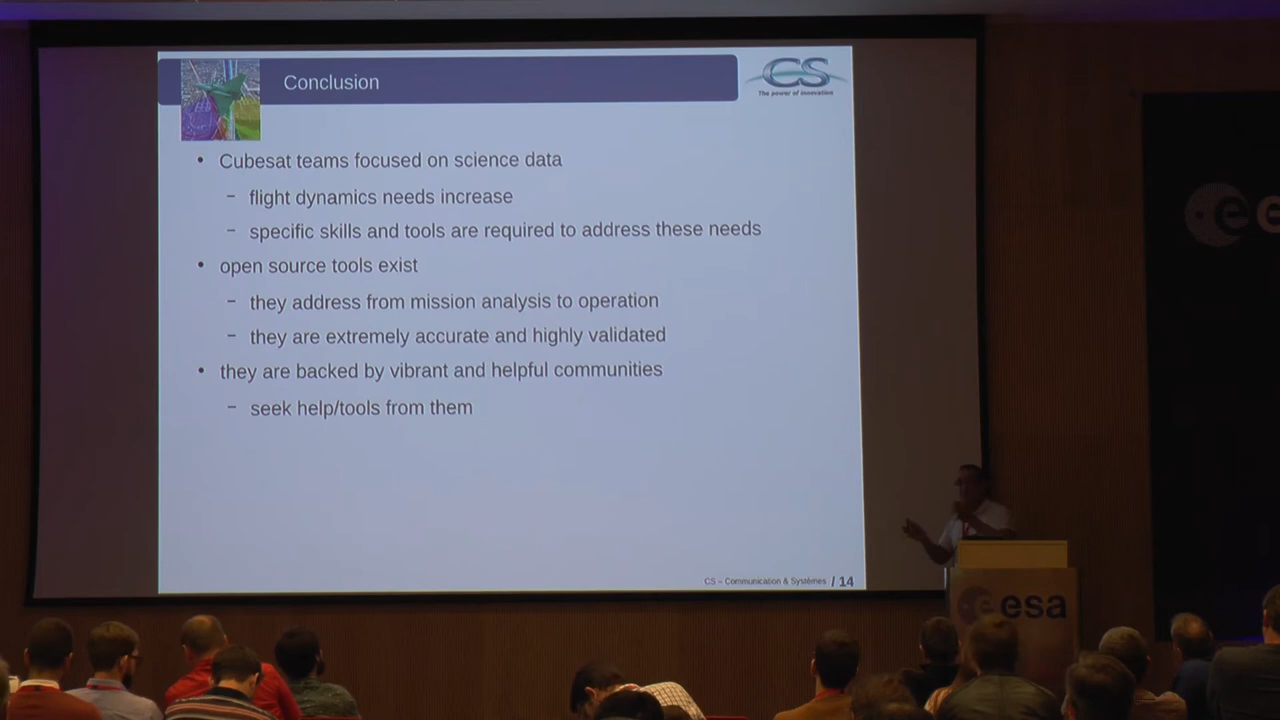 Conclusion
CS
The power of innovation
• Cubesat teams focused on science data
– flight dynamics needs increase
– specific skills and tools are required to address these needs
• open source tools exist
– they address from mission analysis to operation
– they are extremely accurate and highly validated
• they are backed by vibrant and helpful communities
– seek help/tools from them
CS – Communication & Systèmes / 14
esa
e